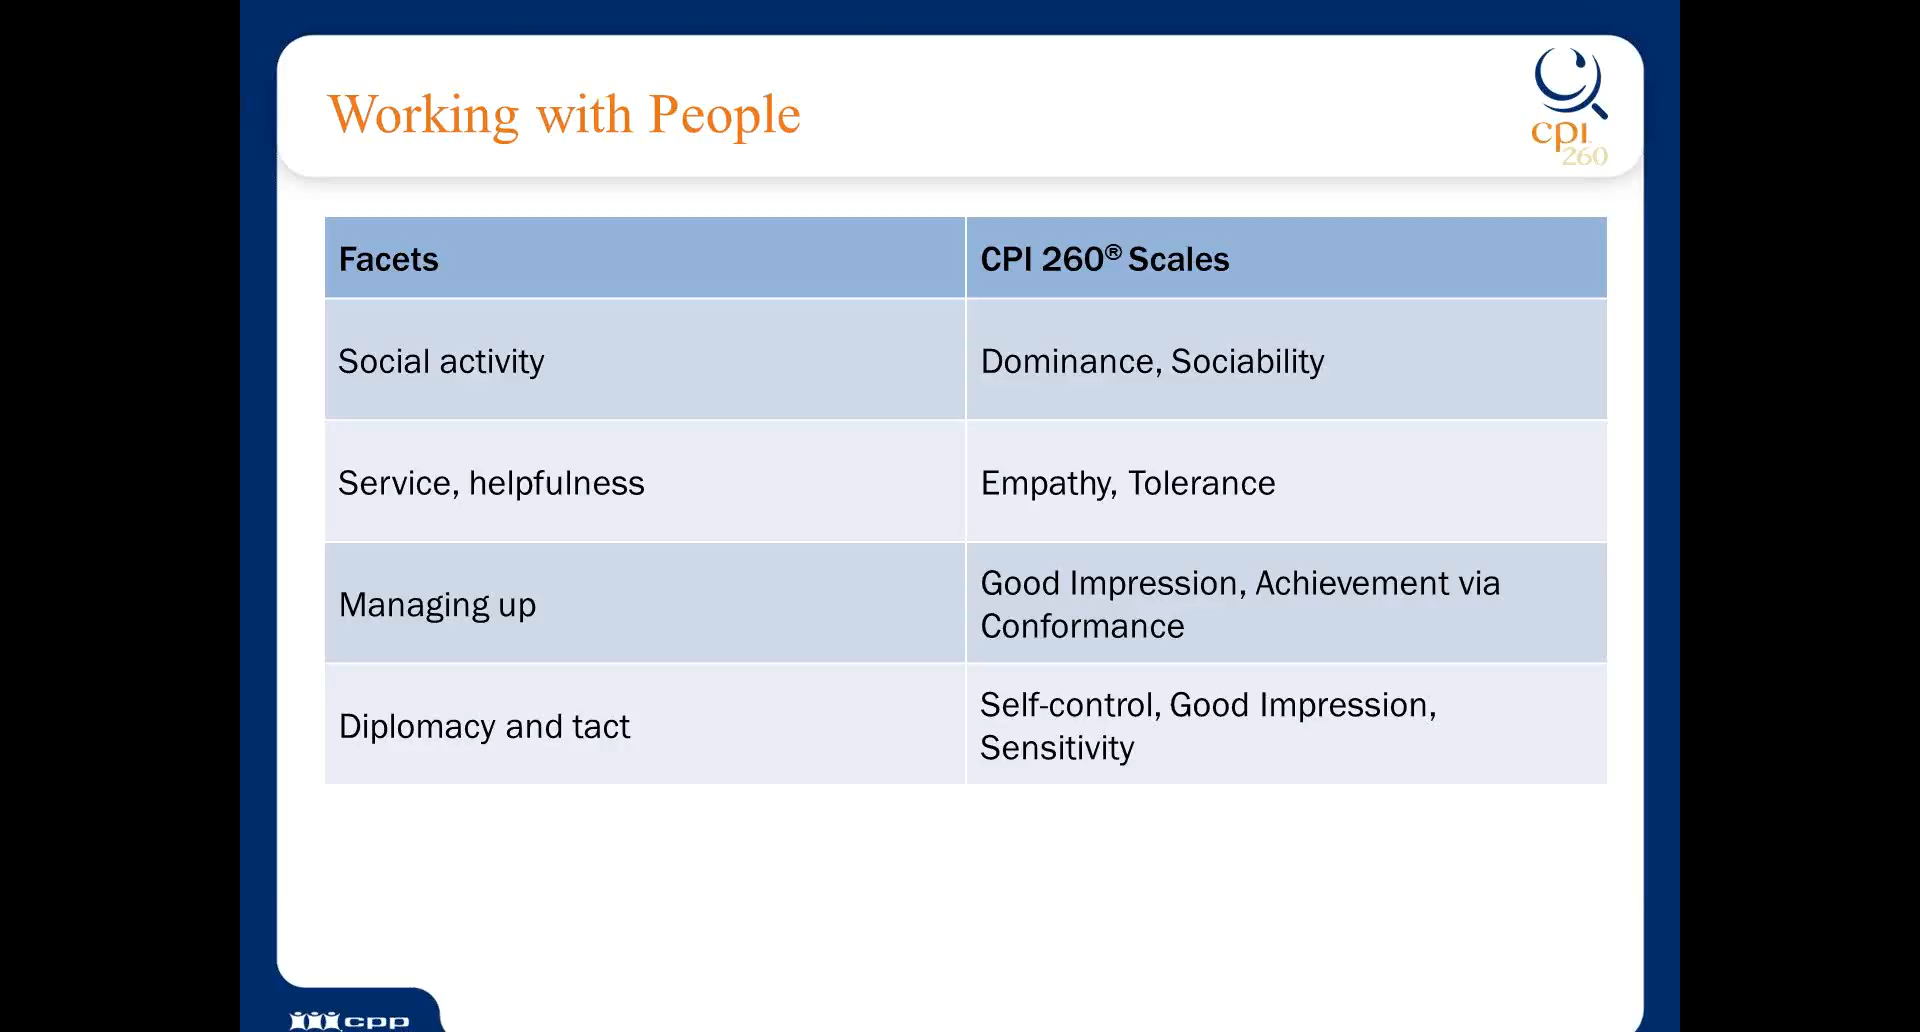 Working with People
cpi
260
Facets
CPI 260® Scales
Social activity
Dominance, Sociability
Service, helpfulness
Empathy, Tolerance
Managing up
Good Impression, Achievement via
Conformance
Diplomacy and tact
Self-control, Good Impression,
Sensitivity
cpp